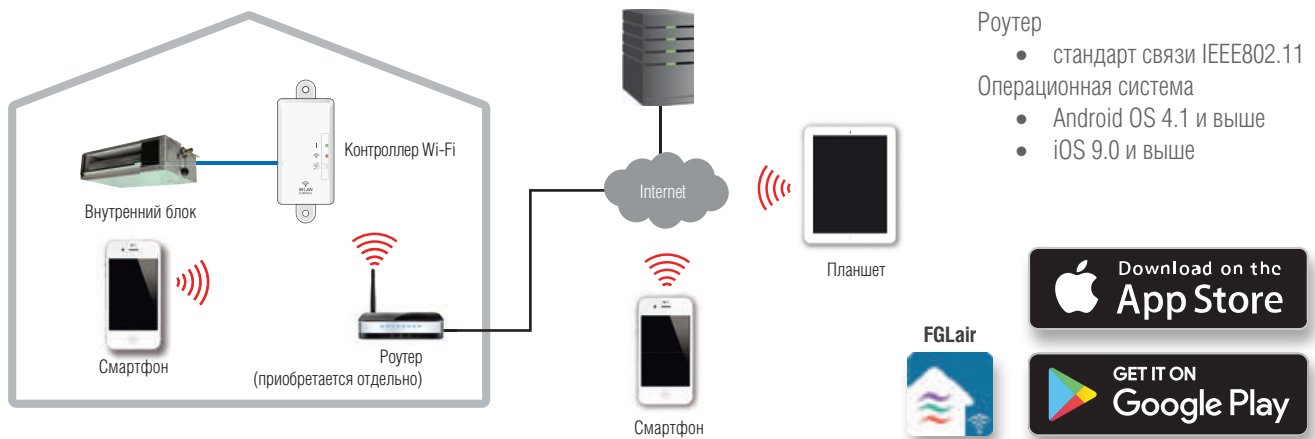 Роутер
• стандарт связи IEEE802.11
Операционная система
• Android OS 4.1 и выше
• iOS 9.0 и выше
Контроллер Wi-Fi
Внутренний блок
Internet
Планшет
Смартфон
Роутер
(приобретается отдельно)
Смартфон
FGLair
Download on the
App Store
GET IT ON
Google Play